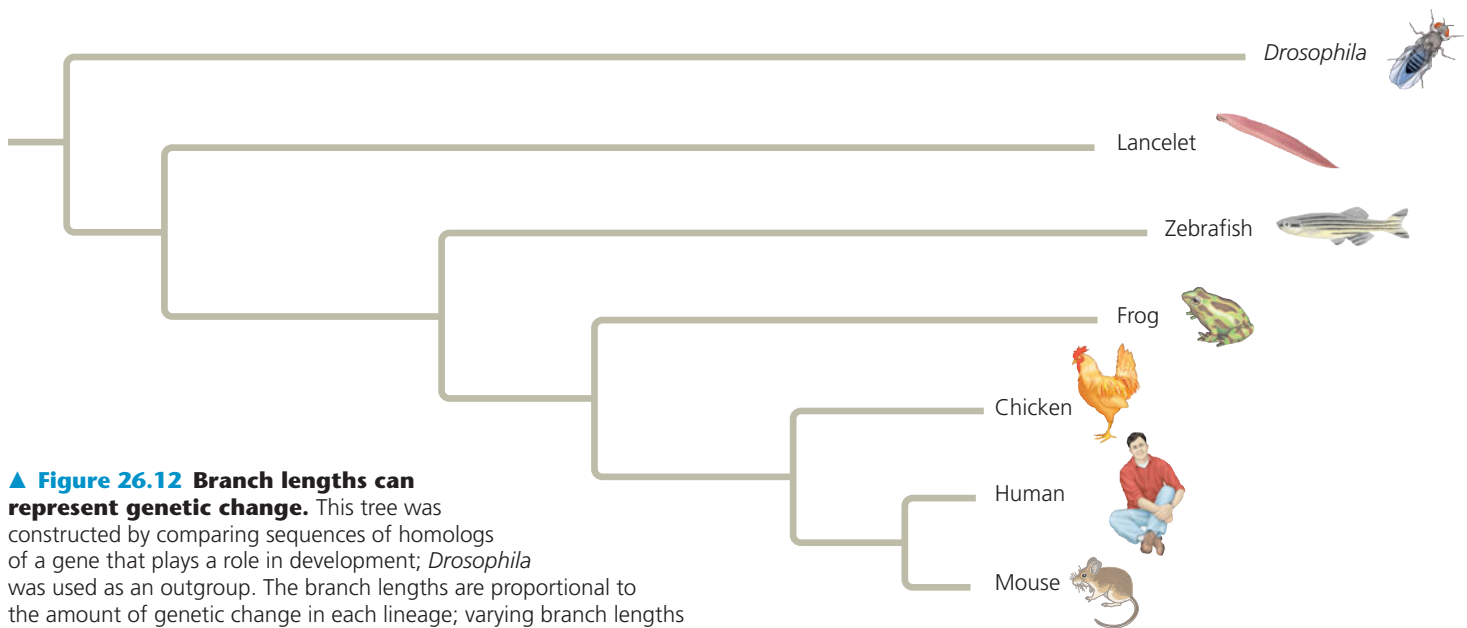 Drosophila
Lancelet
Zebrafish
Frog
Chicken
Human
Mouse
▲ Figure 26.12 Branch lengths can
represent genetic change. This tree was
constructed by comparing sequences of homologs
of a gene that plays a role in development; Drosophila
was used as an outgroup. The branch lengths are proportional to
the amount of genetic change in each lineage; varying branch lengths